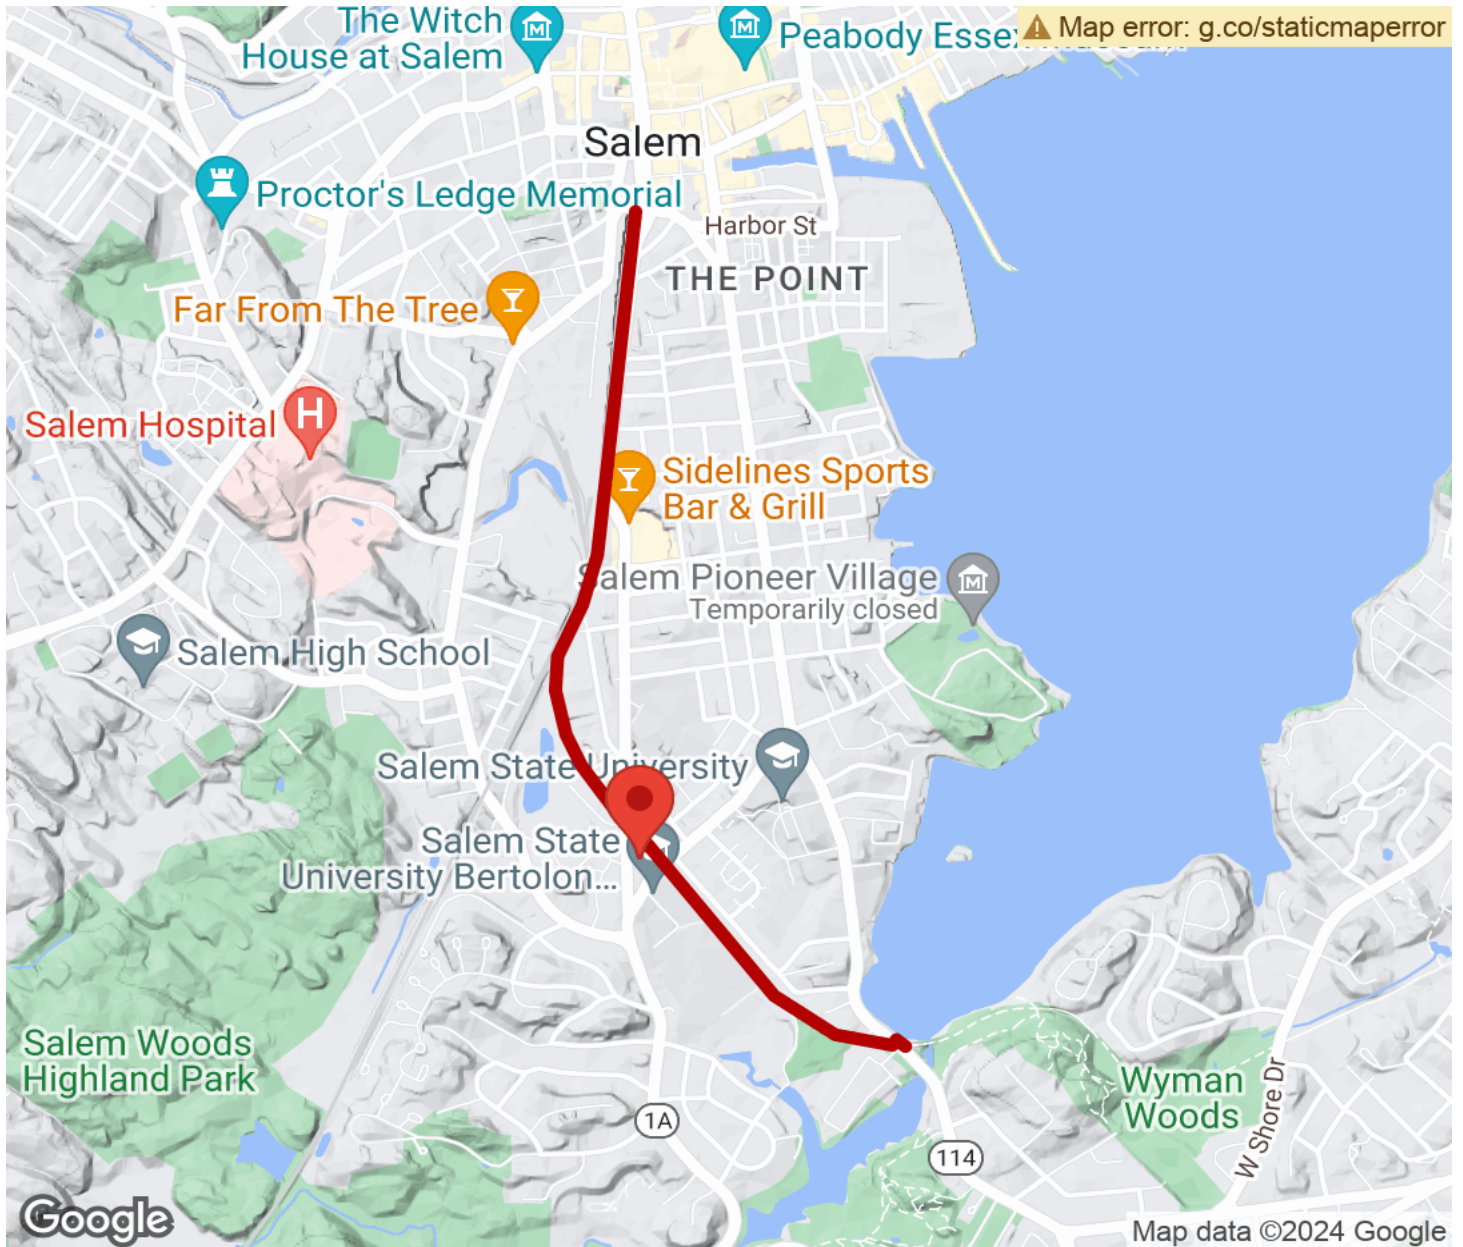 The Witch
House at Salem
Peabody Essex Museum
Map error: g.co/staticmaperror
Salem
Proctor's Ledge Memorial
Harbor St
THE POINT
Far From The Tree
H
Salem Hospital
Sidelines Sports
Bar & Grill
Salem Pioneer Village
Temporarily closed
M
M
M
Salem High School
Salem State University
Salem State
University Bertolon...
Salem Woods
Highland Park
Wyman
Woods
W Shore Dr
1A
114
Google
Map data ©2024 Google